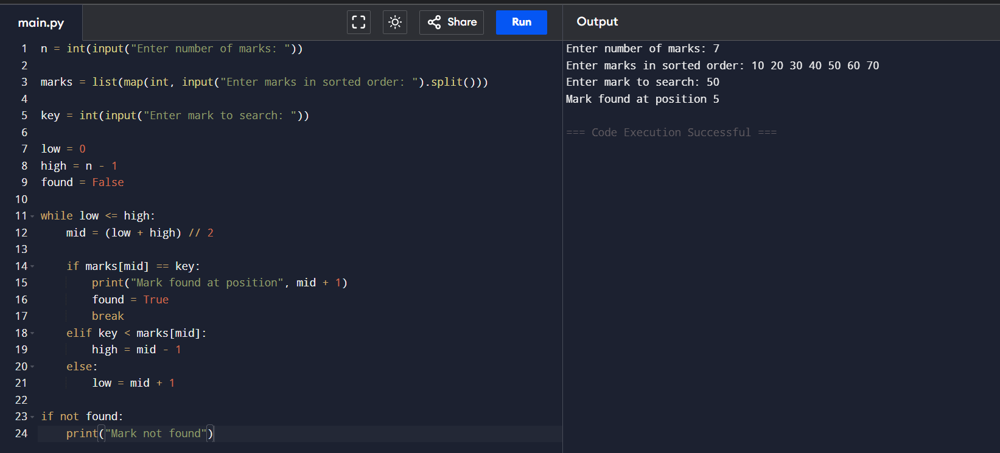 main.py
Share
Run
Output
1 n = int(input("Enter number of marks: "))
2
3 marks = list(map(int, input("Enter marks in sorted order: ").split()))
4
5 key = int(input("Enter mark to search: "))
6
7 low = 0
8 high = n - 1
9 found = False
10
11 while low <= high:
12     mid = (low + high) // 2
13
14     if marks[mid] == key:
15         print("Mark found at position", mid + 1)
16         found = True
17         break
18     elif key < marks[mid]:
19         high = mid - 1
20     else:
21         low = mid + 1
22
23 if not found:
24     print("Mark not found")
Enter number of marks: 7
Enter marks in sorted order: 10 20 30 40 50 60 70
Enter mark to search: 50
Mark found at position 5
=== Code Execution Successful ===